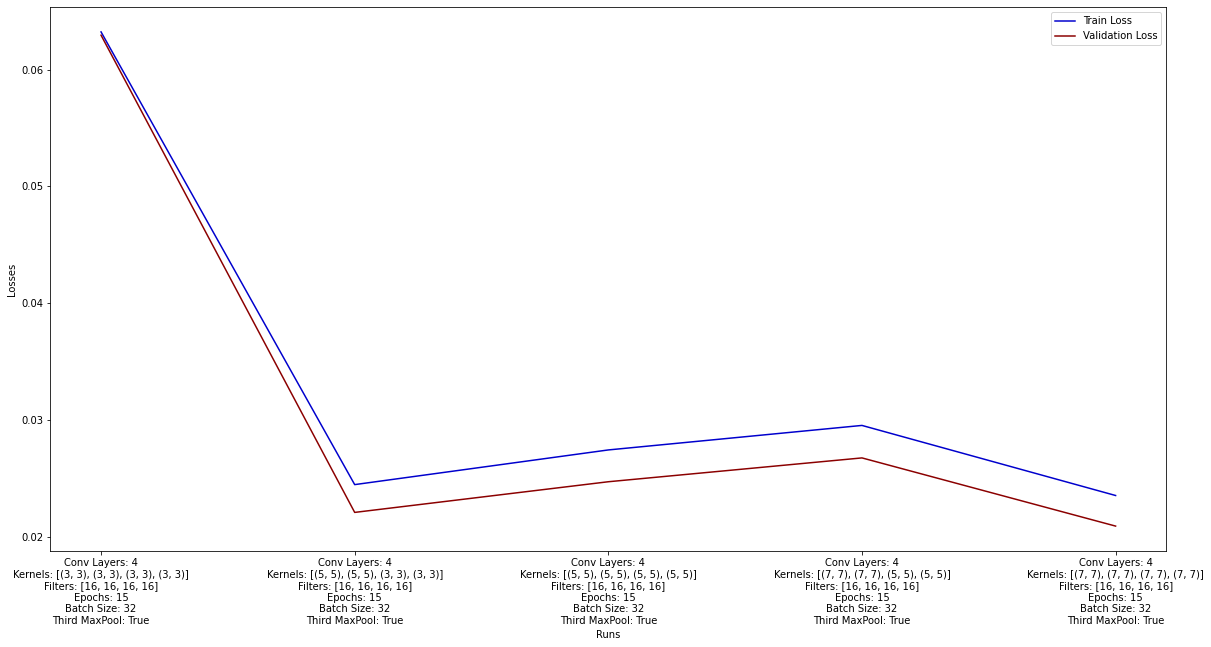 Train Loss
Validation Loss
0.06
0.05
0.04
0.03
0.02
Losses
Conv Layers: 4
Kernels: [(3, 3), (3, 3), (3, 3), (3, 3)]
Filters: [16, 16, 16, 16]
Epochs: 15
Batch Size: 32
Third MaxPool: True
Conv Layers: 4
Kernels: [(5, 5), (5, 5), (3, 3), (3, 3)]
Filters: [16, 16, 16, 16]
Epochs: 15
Batch Size: 32
Third MaxPool: True
Conv Layers: 4
Kernels: [(5, 5), (5, 5), (5, 5), (5, 5)]
Filters: [16, 16, 16, 16]
Epochs: 15
Batch Size: 32
Third MaxPool: True
Conv Layers: 4
Kernels: [(7, 7), (7, 7), (5, 5), (5, 5)]
Filters: [16, 16, 16, 16]
Epochs: 15
Batch Size: 32
Third MaxPool: True
Conv Layers: 4
Kernels: [(7, 7), (7, 7), (7, 7), (7, 7)]
Filters: [16, 16, 16, 16]
Epochs: 15
Batch Size: 32
Third MaxPool: True
Runs